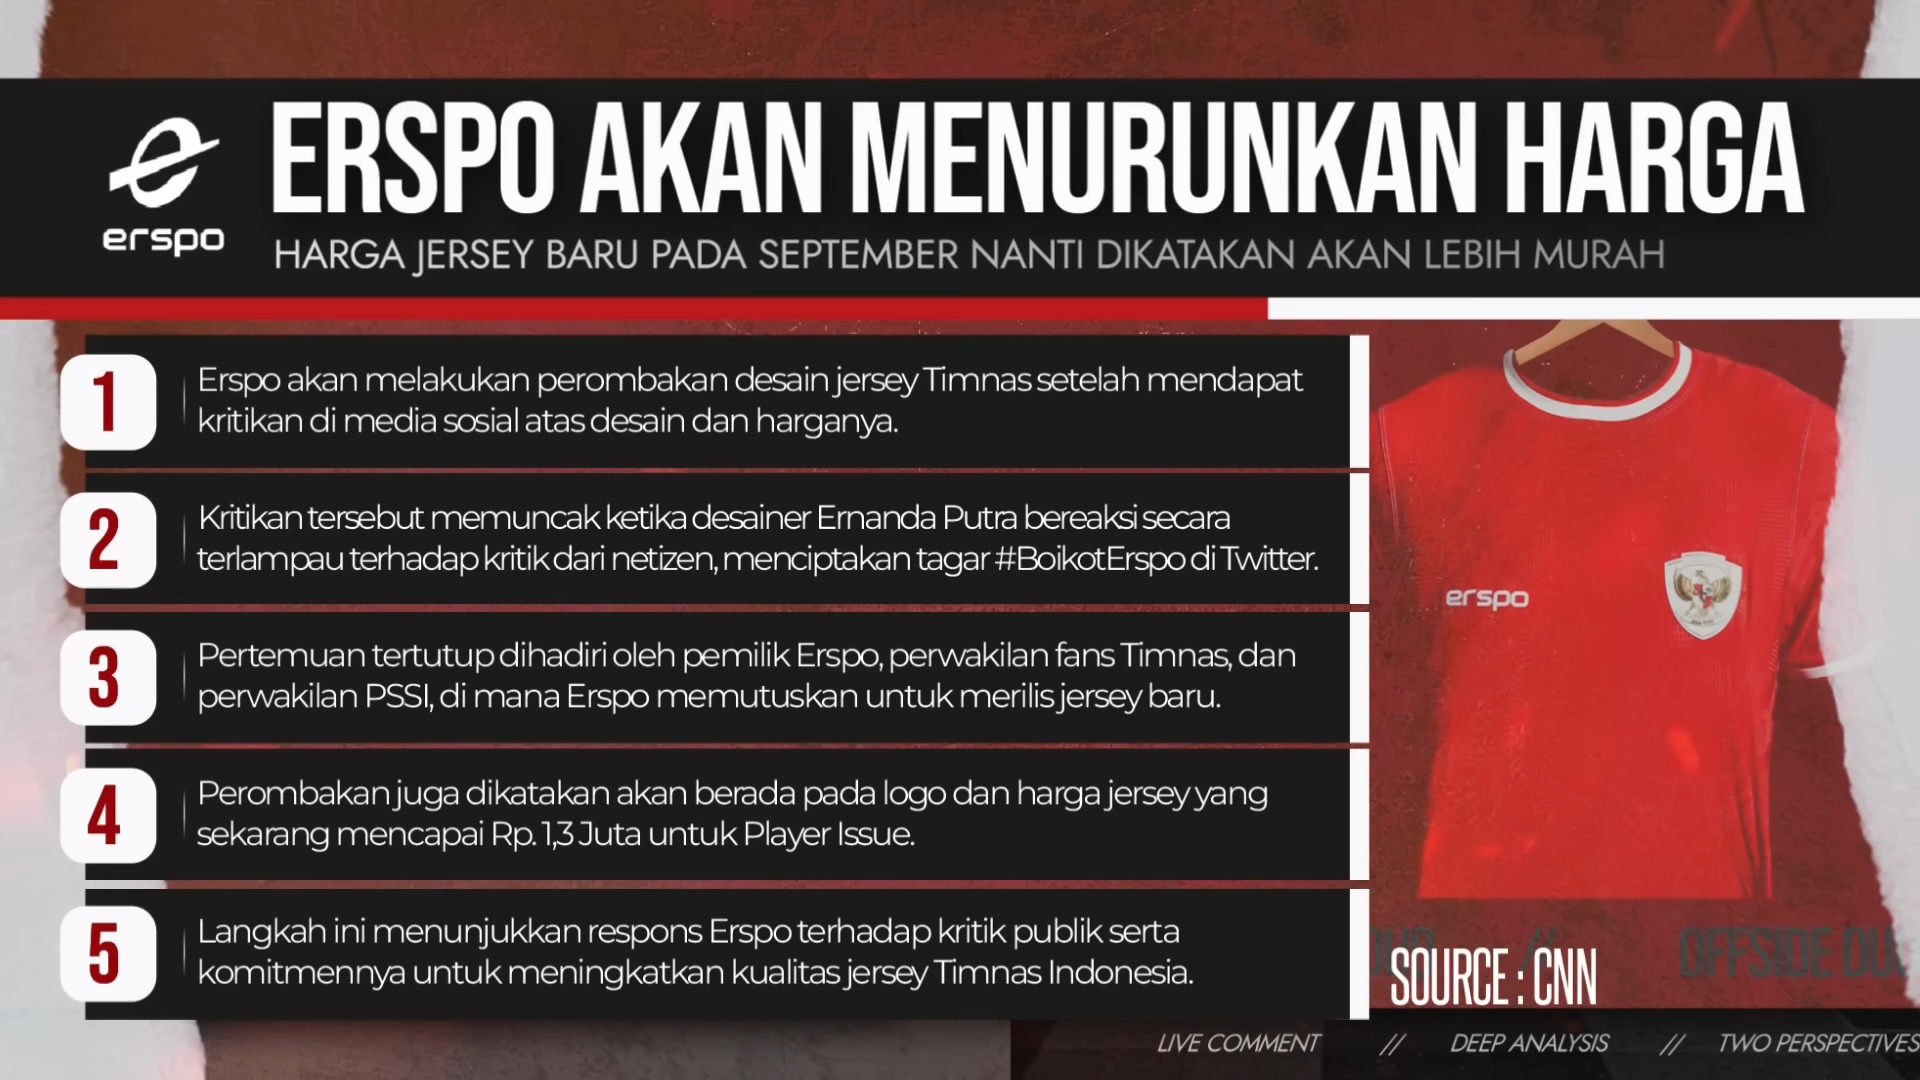 erspo
ERSPO AKAN MENURUNKAN HARGA
HARGA JERSEY BARU PADA SEPTEMBER NANTI DIKATAKAN AKAN LEBIH MURAH
1
Erspo akan melakukan perombakan desain jersey Timnas setelah mendapat
kritikan di media sosial atas desain dan harganya.
2
Kritikan tersebut memuncak ketika desainer Ernanda Putra bereaksi secara
terlampau terhadap kritik dari netizen, menciptakan tagar #BoikotErspo di Twitter.
3
Pertemuan tertutup dihadiri oleh pemilik Erspo, perwakilan fans Timnas, dan
perwakilan PSSI, di mana Erspo memutuskan untuk merilis jersey baru.
4
Perombakan juga dikatakan akan berada pada logo dan harga jersey yang
sekarang mencapai Rp. 1,3 Juta untuk Player Issue.
5
Langkah ini menunjukkan respons Erspo terhadap kritik publik serta
komitmennya untuk meningkatkan kualitas jersey Timnas Indonesia.
erspo
// OFFSIDE
SOURCE : CNN
LIVE COMMENT // DEEP ANALYSIS // TWO PERSPECTIVES